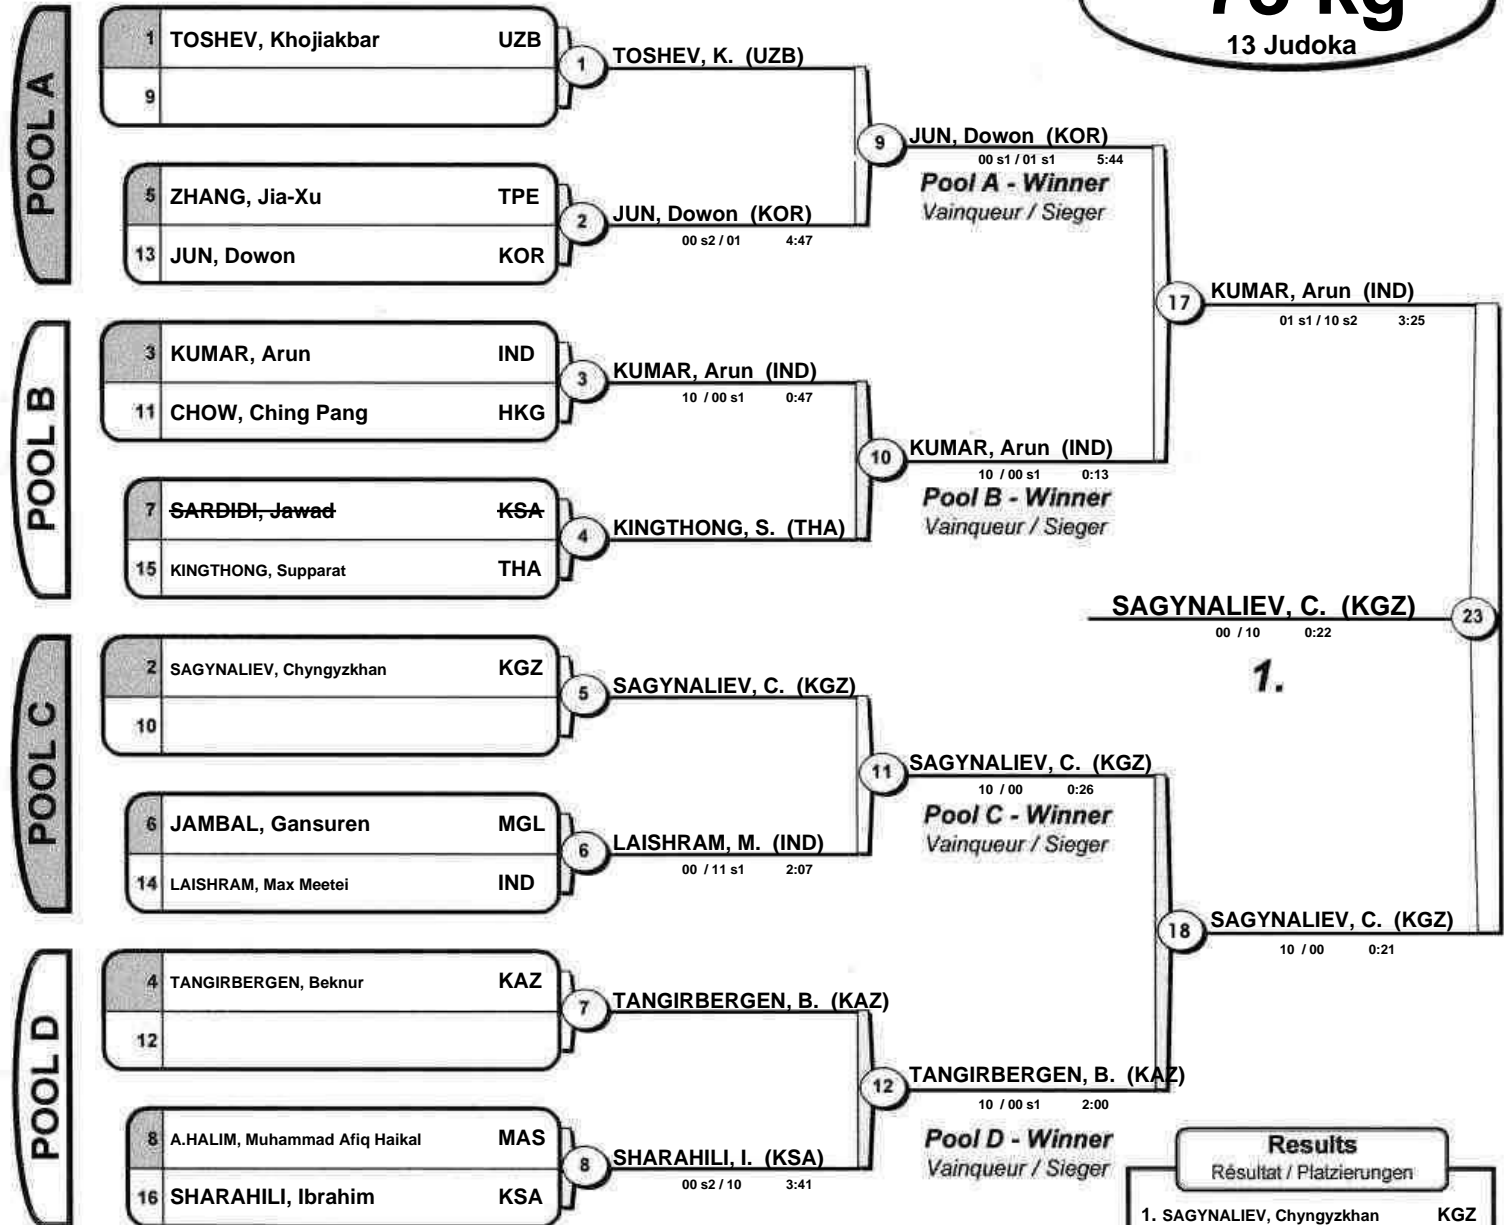 73 kg
13 Judoka
POOL A
1 TOSHEV, Khojiakbar UZB
9
1
TOSHEV, K. (UZB)
5 ZHANG, Jia-Xu TPE
13 JUN, Dowon KOR
2
JUN, Dowon (KOR)
00 s2 / 01 4:47
9
JUN, Dowon (KOR)
00 s1 / 01 s1 5:44
Pool A - Winner
Vainqueur / Sieger
POOL B
3 KUMAR, Arun IND
11 CHOW, Ching Pang HKG
3
KUMAR, Arun (IND)
10 / 00 s1 0:47
7 SARDIDI, Jawad KSA
15 KINGTHONG, Supparat THA
4
KINGTHONG, S. (THA)
10
KUMAR, Arun (IND)
10 / 00 s1 0:13
Pool B - Winner
Vainqueur / Sieger
17
KUMAR, Arun (IND)
01 s1 / 10 s2 3:25
POOL C
2 SAGYNALIEV, Chyngyzkhan KGZ
10
5
SAGYNALIEV, C. (KGZ)
6 JAMBAL, Gansuren MGL
14 LAISHRAM, Max Meetei IND
6
LAISHRAM, M. (IND)
00 / 11 s1 2:07
11
SAGYNALIEV, C. (KGZ)
10 / 00 0:26
Pool C - Winner
Vainqueur / Sieger
POOL D
4 TANGIRBERGEN, Beknur KAZ
12
7
TANGIRBERGEN, B. (KAZ)
8 A.HALIM, Muhammad Afiq Haikal MAS
16 SHARAHILI, Ibrahim KSA
8
SHARAHILI, I. (KSA)
00 s2 / 10 3:41
12
TANGIRBERGEN, B. (KAZ)
10 / 00 s1 2:00
Pool D - Winner
Vainqueur / Sieger
18
SAGYNALIEV, C. (KGZ)
10 / 00 0:21
SAGYNALIEV, C. (KGZ)
23
00 / 10 0:22
1.
Results
Résultat / Platzierungen
1. SAGYNALIEV, Chyngyzkhan KGZ